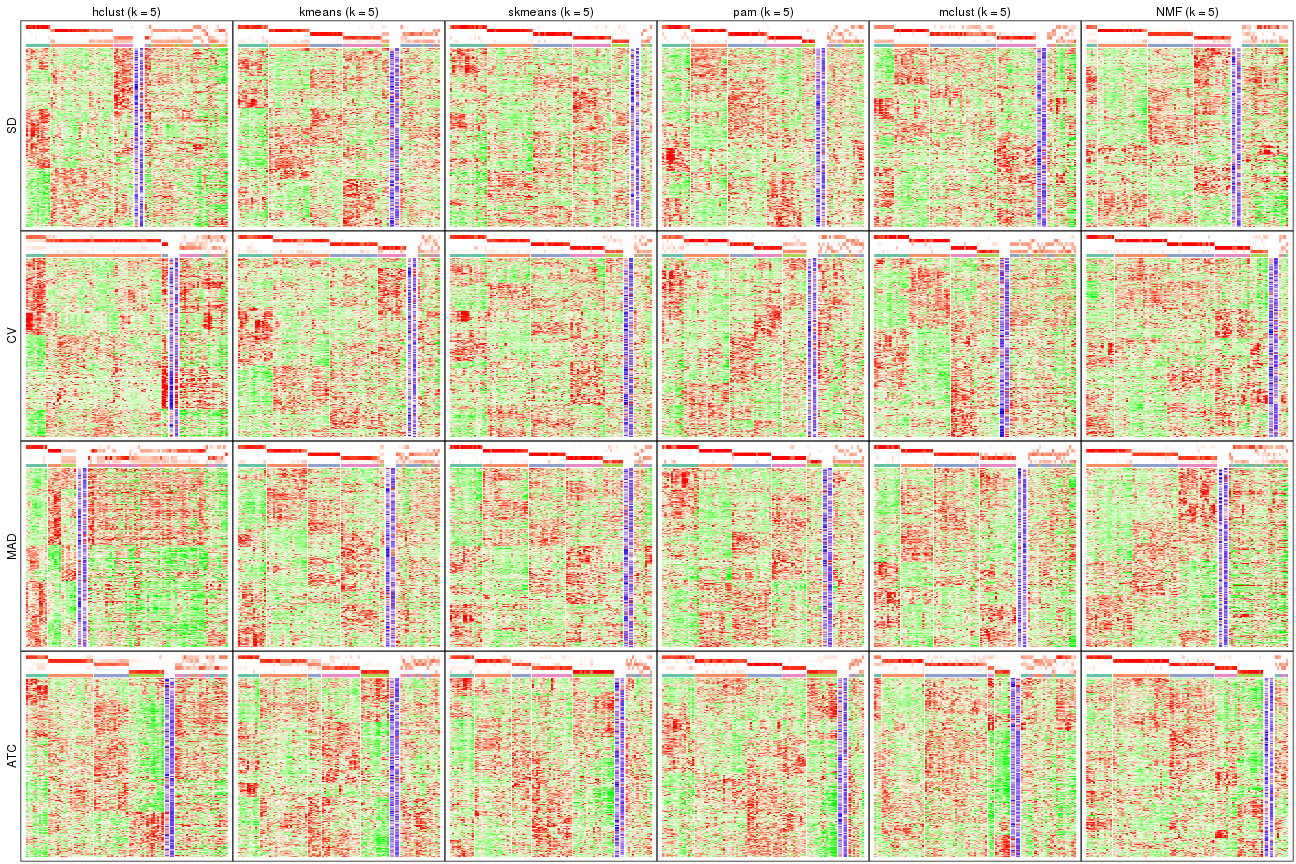 hclust (k = 5) kmeans (k = 5) skmeans (k = 5) pam (k = 5) mclust (k = 5) NMF (k = 5)
SD
CV
MAD
ATC